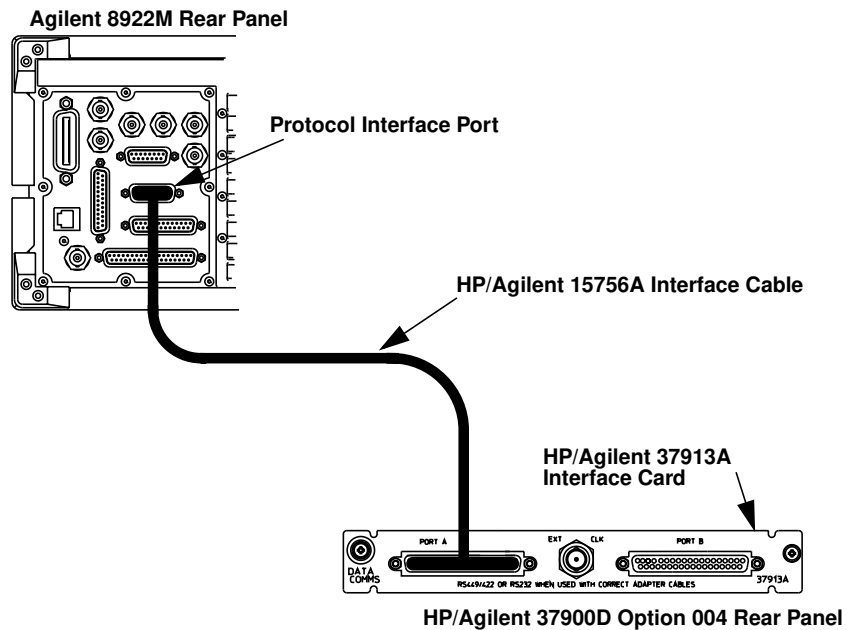 Agilent 8922M Rear Panel
Protocol Interface Port
HP/Agilent 15756A Interface Cable
HP/Agilent 37913A
Interface Card
PORT A
EXT CLK
PORT B
DATA
COMMS
RS449/422 OR RS232 WHEN USED WITH CORRECT ADAPTER CABLES
37913A
HP/Agilent 37900D Option 004 Rear Panel